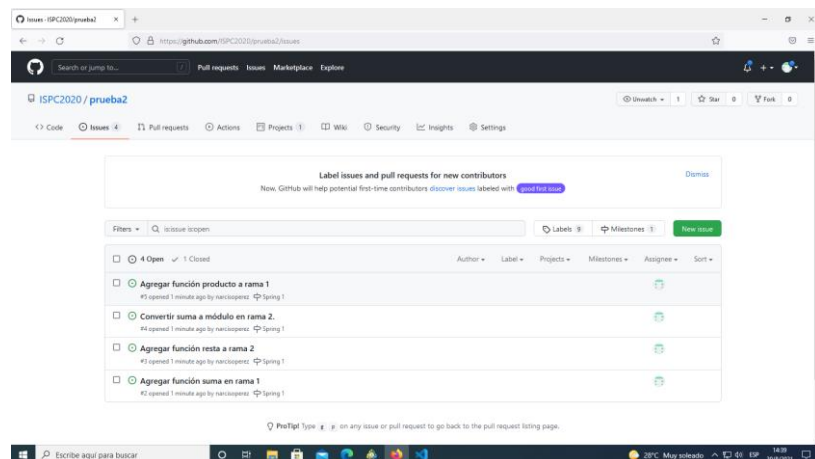 Issues · ISPC2020/prueba2
https://github.com/ISPC2020/prueba2/issues
Search or jump to... / Pull requests Issues Marketplace Explore
ISPC2020 / prueba2
Unwatch 1 Star 0 Fork 0
Code Issues 4 Pull requests Actions Projects 1 Wiki Security Insights Settings
Label issues and pull requests for new contributors
Dismiss
Now, GitHub will help potential first-time contributors discover issues labeled with good first issue
Filters is:issue is:open Labels 9 Milestones 1 New issue
4 Open 1 Closed Author Label Projects Milestones Assignee Sort
Agregar función producto a rama 1
#5 opened 1 minute ago by narcisoperez Spring 1
Convertir suma a módulo en rama 2.
#4 opened 1 minute ago by narcisoperez Spring 1
Agregar función resta a rama 2
#3 opened 1 minute ago by narcisoperez Spring 1
Agregar función suma en rama 1
#2 opened 1 minute ago by narcisoperez Spring 1
ProTip! Type g p on any issue or pull request to go back to the pull request listing page.
Escribe aquí para buscar
28°C Muy soleado ESP 14:39